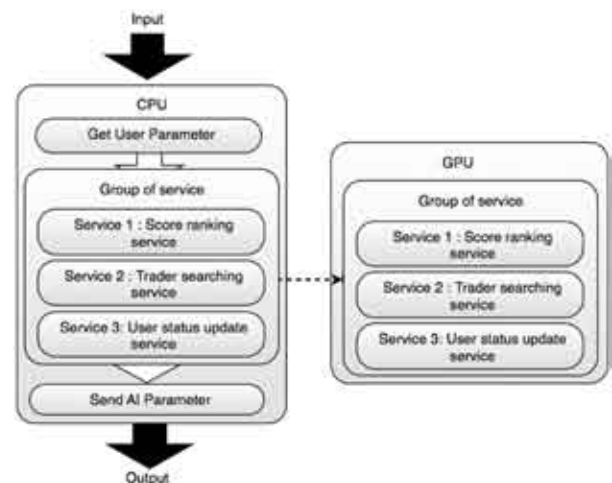 Input
CPU
Get User Parameter
Group of service
Service 1 : Score ranking
service
Service 2 : Trader searching
service
Service 3: User status update
service
Send AI Parameter
Output
GPU
Group of service
Service 1 : Score ranking
service
Service 2 : Trader searching
service
Service 3: User status update
service